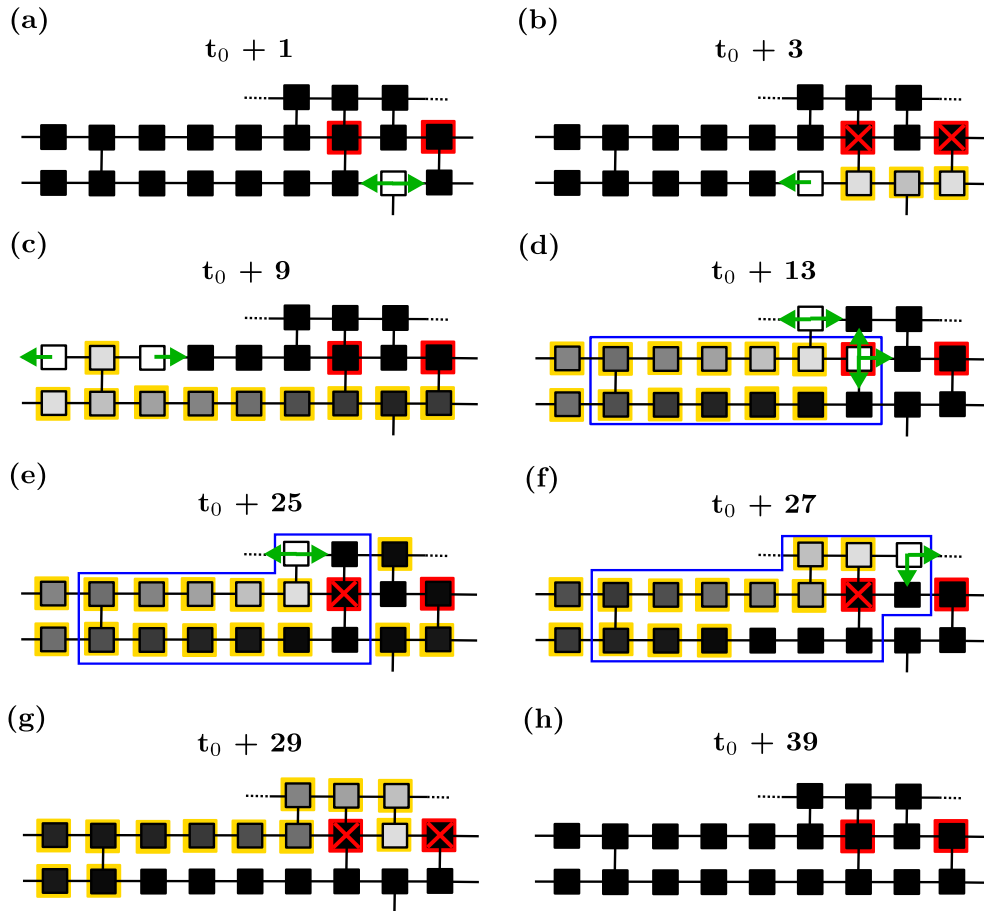 (a)
t₀ + 1
(b)
t₀ + 3
(c)
t₀ + 9
(d)
t₀ + 13
(e)
t₀ + 25
(f)
t₀ + 27
(g)
t₀ + 29
(h)
t₀ + 39